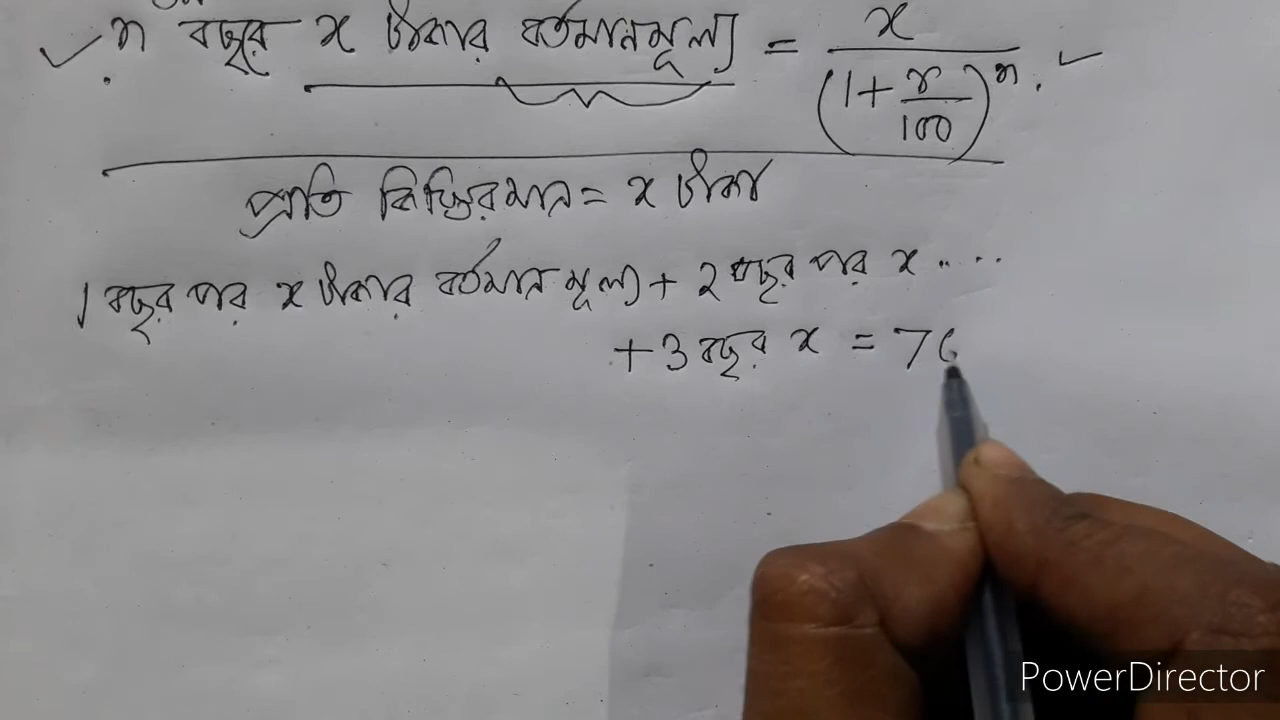 n বছরে x টাকার বর্তমানমূল্য = x / (1 + r/100)^n .
প্রতি কিস্তির মান = x টাকা
1 বছর পর x টাকার বর্তমান মূল্য + 2 বছর পর x .....
+ 3 বছর x = 76
PowerDirector